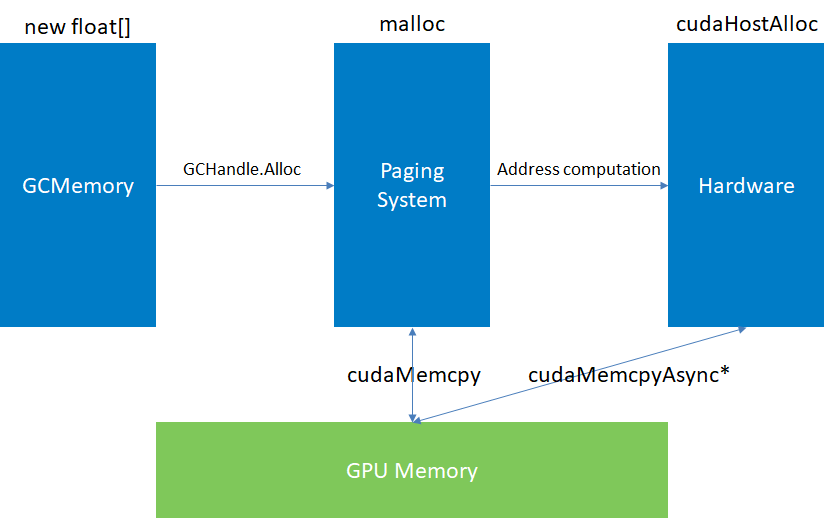 new float[]
malloc
cudaHostAlloc
GCMemory
GCHandle.Alloc
Paging
System
Address computation
Hardware
cudaMemcpy
cudaMemcpyAsync*
GPU Memory